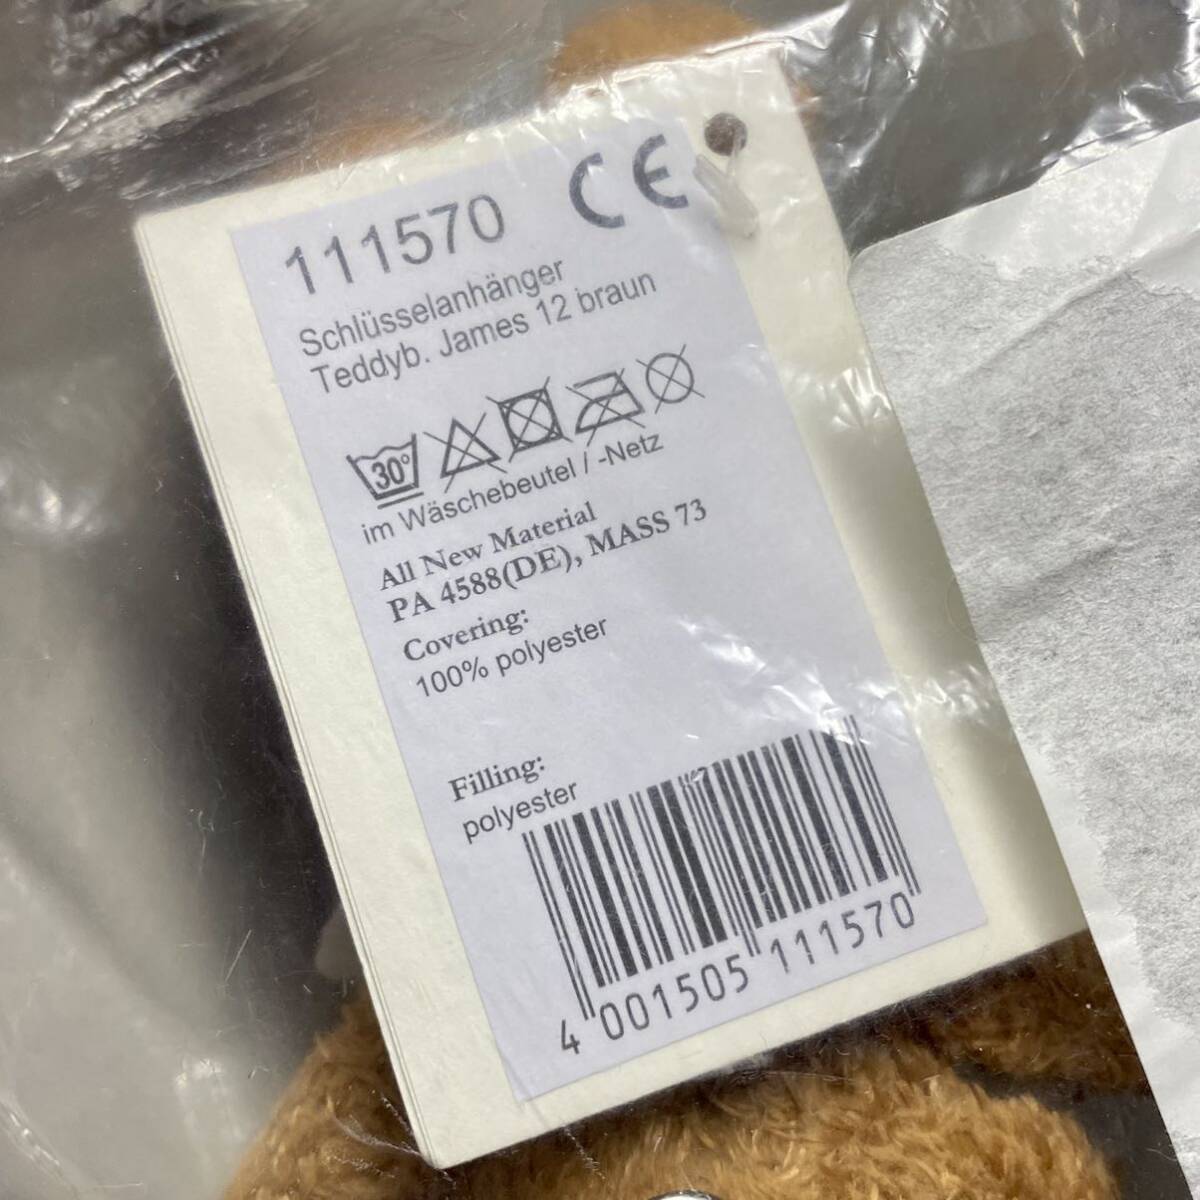 111570 CE
Schlüsselanhänger
Teddyb. James 12 braun
30°
im Wäschebeutel / -Netz
All New Material
PA 4588(DE), MASS 73
Covering:
100% polyester
Filling:
polyester
4 001505 111570